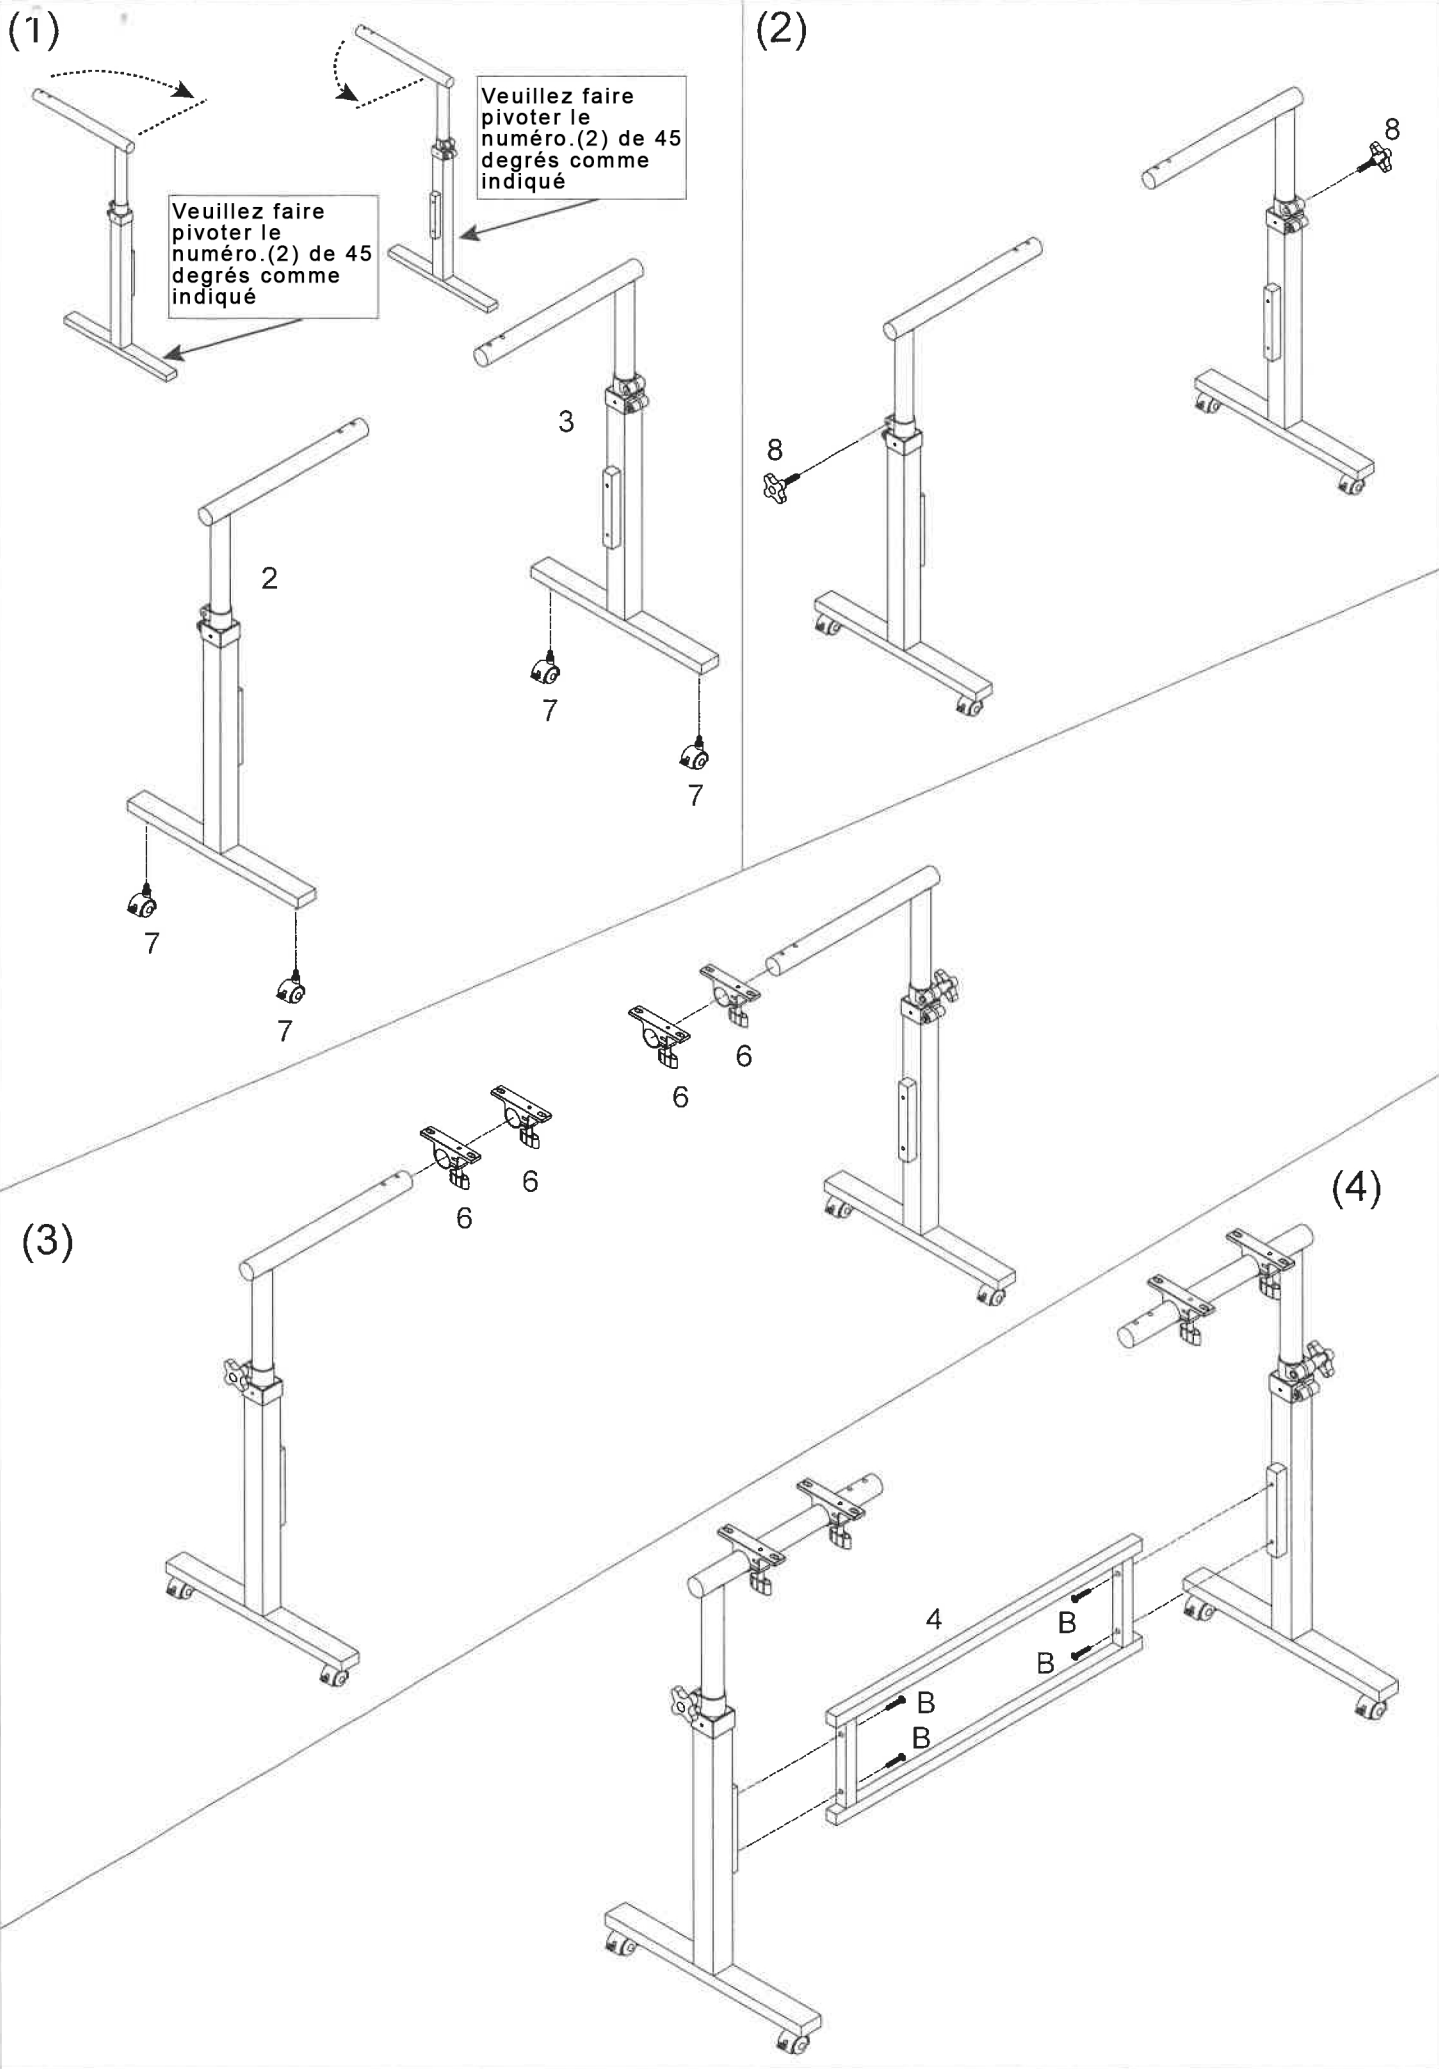 (1)
Veuillez faire
pivoter le
numéro.(2) de 45
degrés comme
indiqué
Veuillez faire
pivoter le
numéro.(2) de 45
degrés comme
indiqué
3
2
7
7
7
7
(2)
8
8
(3)
6
6
6
6
(4)
4
B
B
B
B